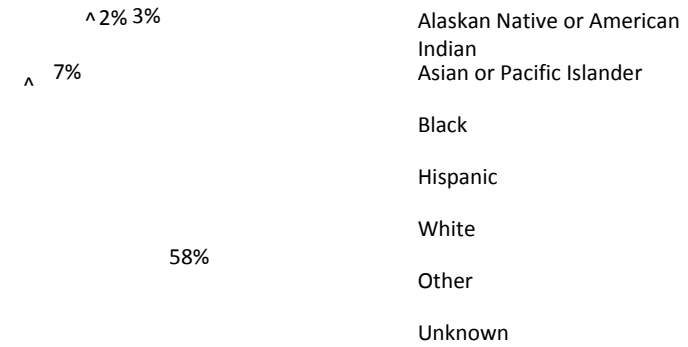 ^ 2% 3%
^ 7%
58%
Alaskan Native or American
Indian
Asian or Pacific Islander
Black
Hispanic
White
Other
Unknown